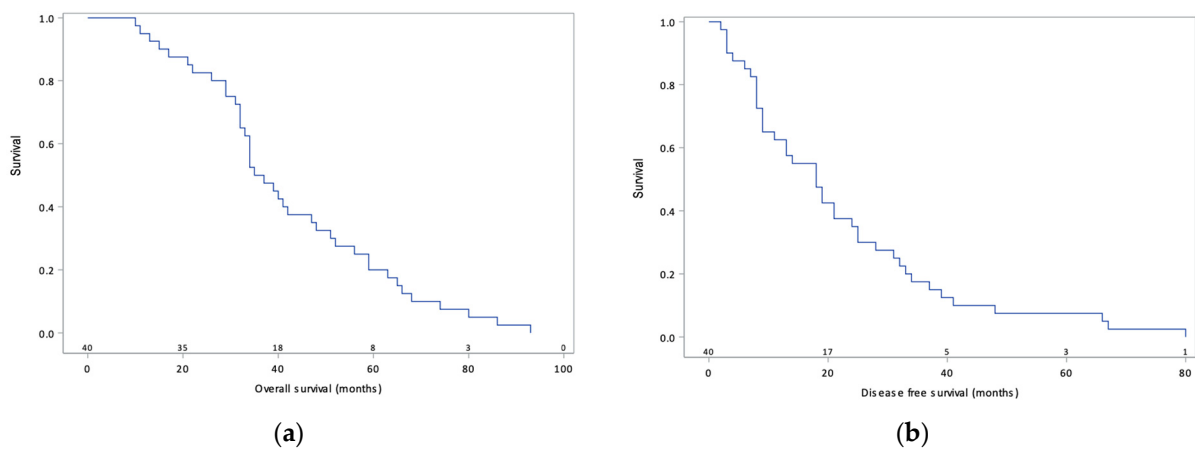 1.0
0.8
0.6
0.4
0.2
0.0
Survival
40 35 18 8 3 0
0 20 40 60 80 100
Overall survival (months)
(a)
1.0
0.8
0.6
0.4
0.2
0.0
Survival
40 17 5 3 1
0 20 40 60 80
Disease free survival (months)
(b)